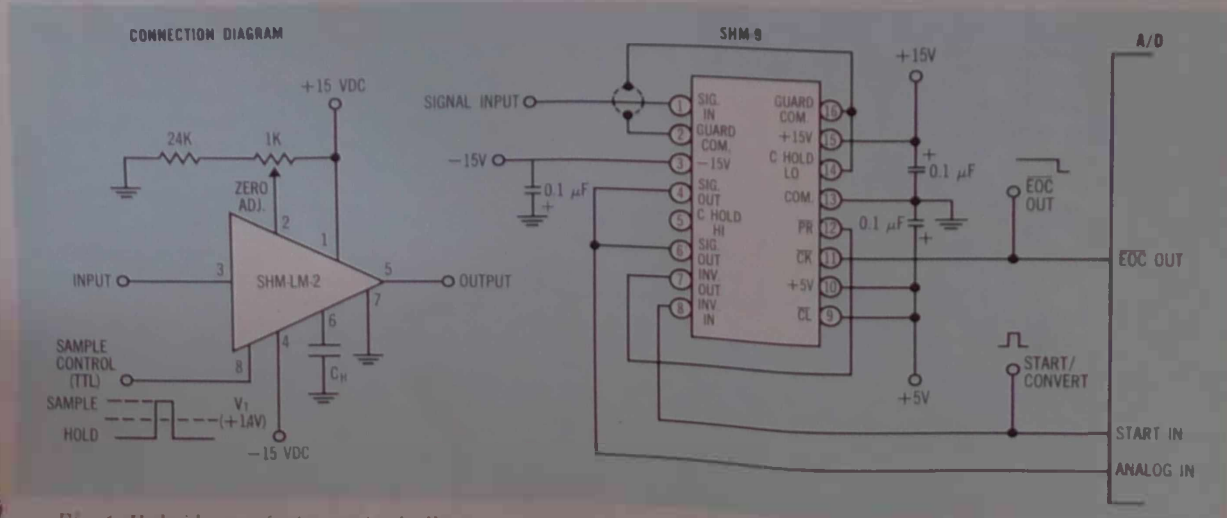 CONNECTION DIAGRAM
+15 VDC
24K
1K
ZERO
ADJ.
2
1
INPUT
3
SHM-LM-2
5
OUTPUT
7
6
4
8
SAMPLE
CONTROL
(TTL)
CH
SAMPLE
V1
(+1.4V)
HOLD
-15 VDC
SHM-9
SIGNAL INPUT
-15V
0.1 µF
+
1
SIG.
IN
2
GUARD
COM.
3
-15V
4
SIG.
OUT
5
C HOLD
HI
6
SIG.
OUT
7
INV.
OUT
8
INV.
IN
GUARD
COM.
16
+15V
15
C HOLD
LO
14
COM.
13
PR
12
CK
11
+5V
10
CL
9
+15V
+
0.1 µF
0.1 µF
+
+5V
A/D
EOC
OUT
EOC OUT
START/
CONVERT
START IN
ANALOG IN